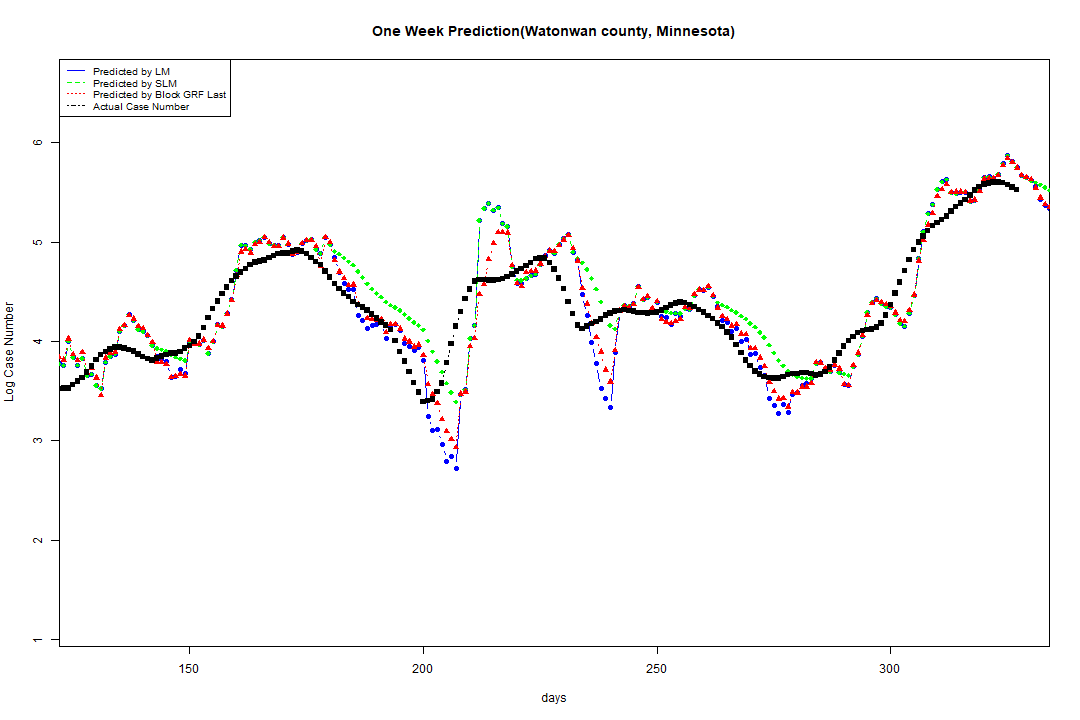 One Week Prediction(Watonwan county, Minnesota)
Predicted by LM
Predicted by SLM
Predicted by Block GRF Last
Actual Case Number
6
5
4
3
2
1
Log Case Number
150 200 250 300
days